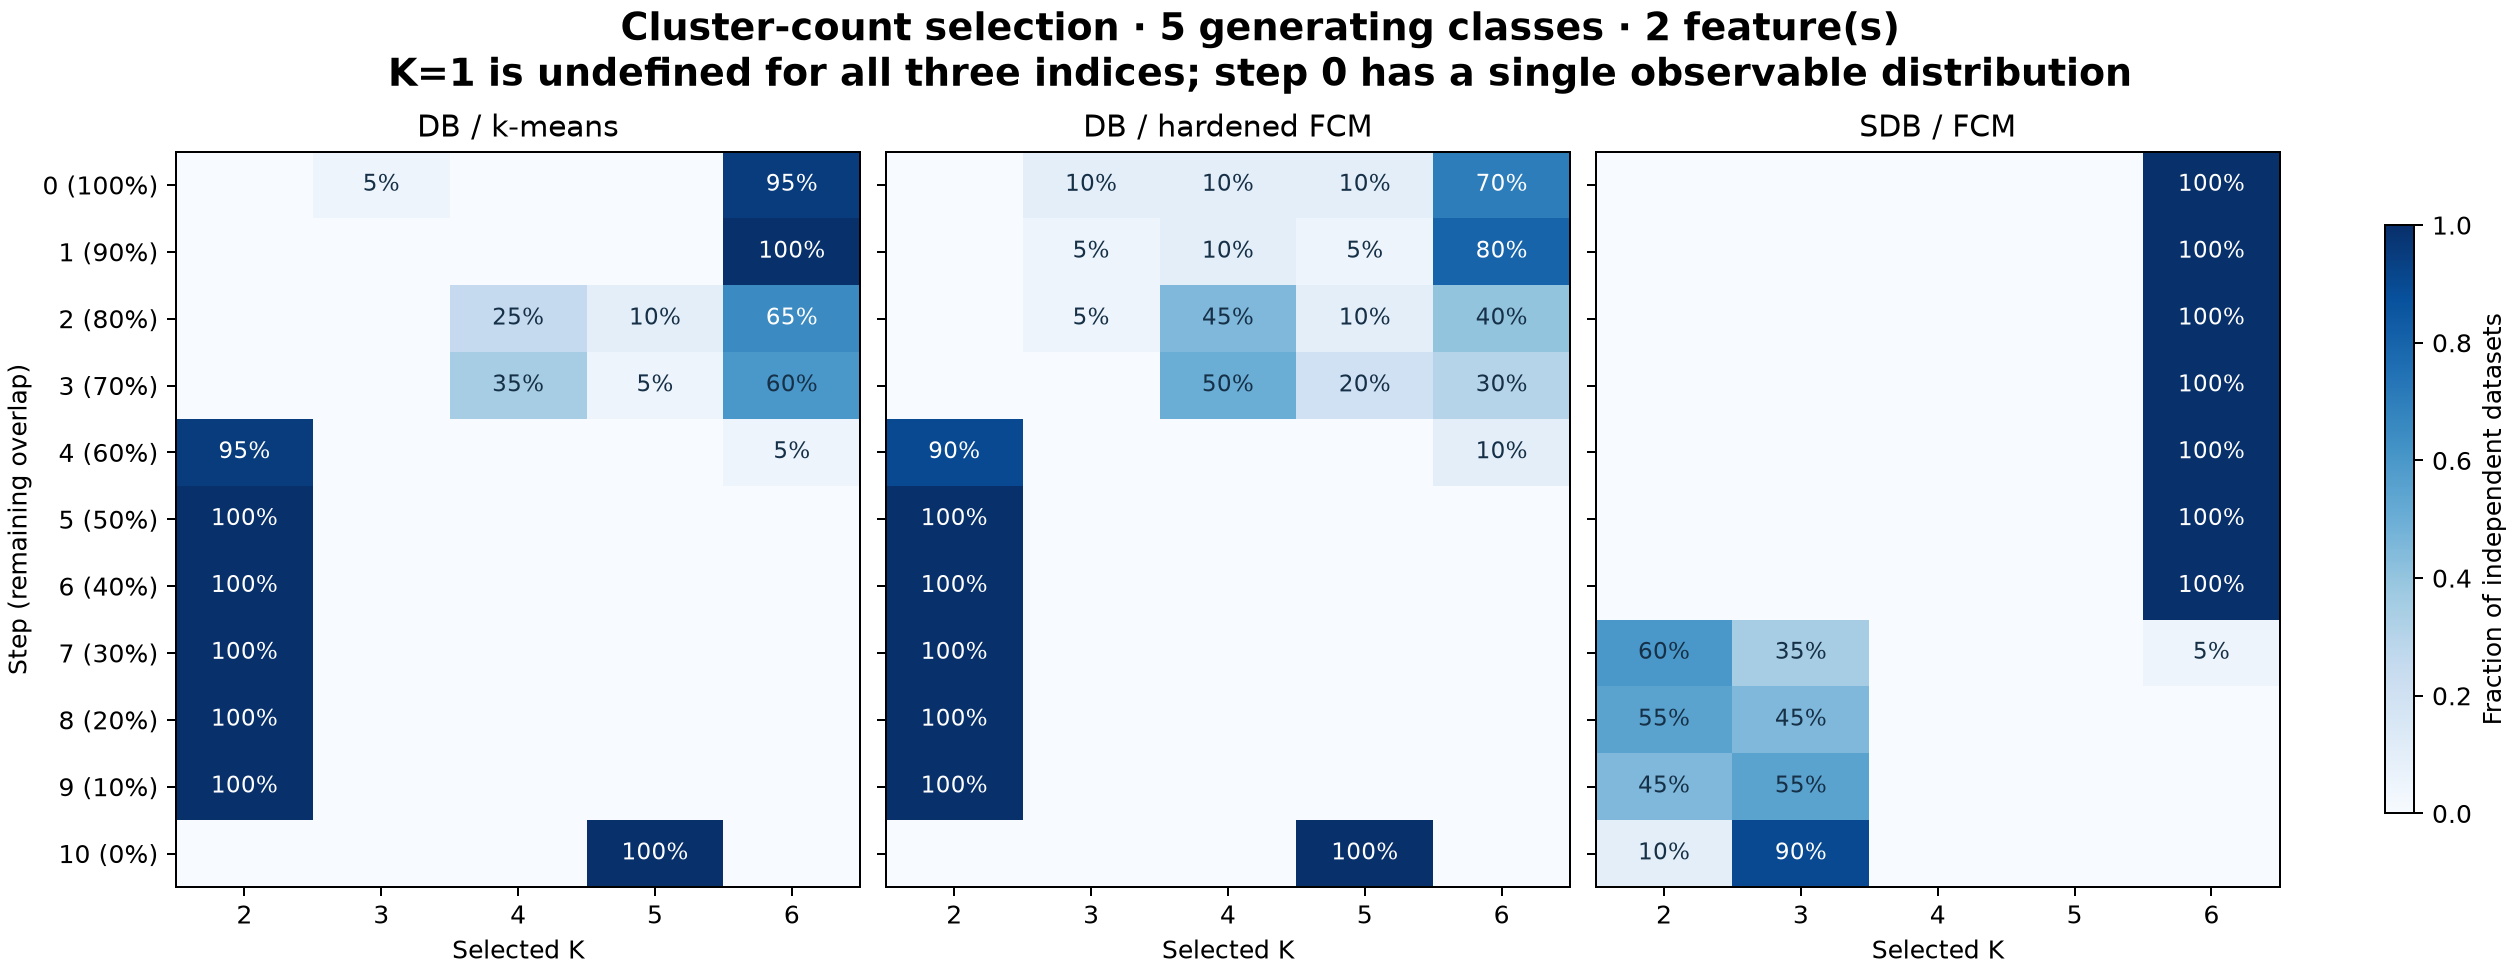 Cluster-count selection · 5 generating classes · 2 feature(s)
K=1 is undefined for all three indices; step 0 has a single observable distribution
DB / k-means
DB / hardened FCM
SDB / FCM
Step (remaining overlap)
0 (100%) 5% 95% 10% 10% 10% 70% 100%
1 (90%) 100% 5% 10% 5% 80% 100%
2 (80%) 25% 10% 65% 5% 45% 10% 40% 100%
3 (70%) 35% 5% 60% 50% 20% 30% 100%
4 (60%) 95% 5% 90% 10% 100%
5 (50%) 100% 100% 100%
6 (40%) 100% 100% 100%
7 (30%) 100% 100% 60% 35% 5%
8 (20%) 100% 100% 55% 45%
9 (10%) 100% 100% 45% 55%
10 (0%) 100% 100% 10% 90%
2 3 4 5 6
2 3 4 5 6
2 3 4 5 6
Selected K
Selected K
Selected K
1.0
0.8
0.6
0.4
0.2
0.0
Fraction of independent datasets